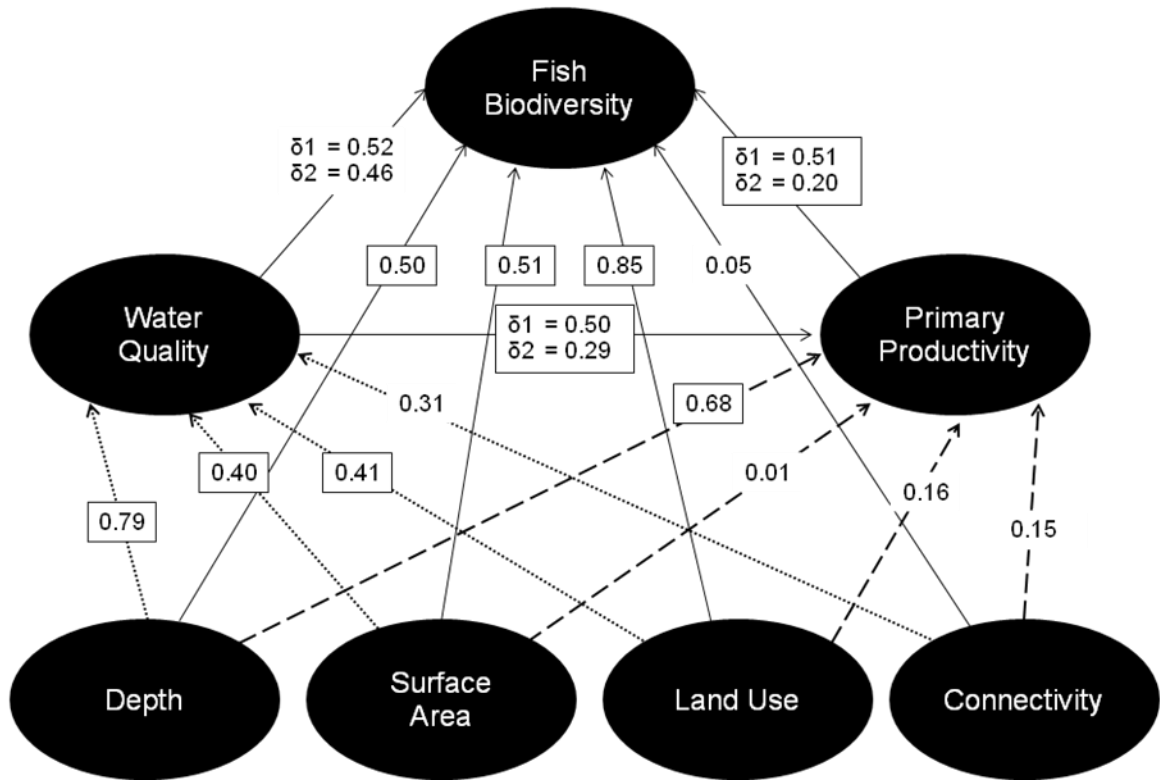 Fish
Biodiversity
δ1 = 0.52
δ2 = 0.46
δ1 = 0.51
δ2 = 0.20
0.50
0.51
0.85
0.05
Water
Quality
δ1 = 0.50
δ2 = 0.29
Primary
Productivity
0.31
0.68
0.40
0.41
0.01
0.16
0.79
0.15
Depth
Surface
Area
Land Use
Connectivity